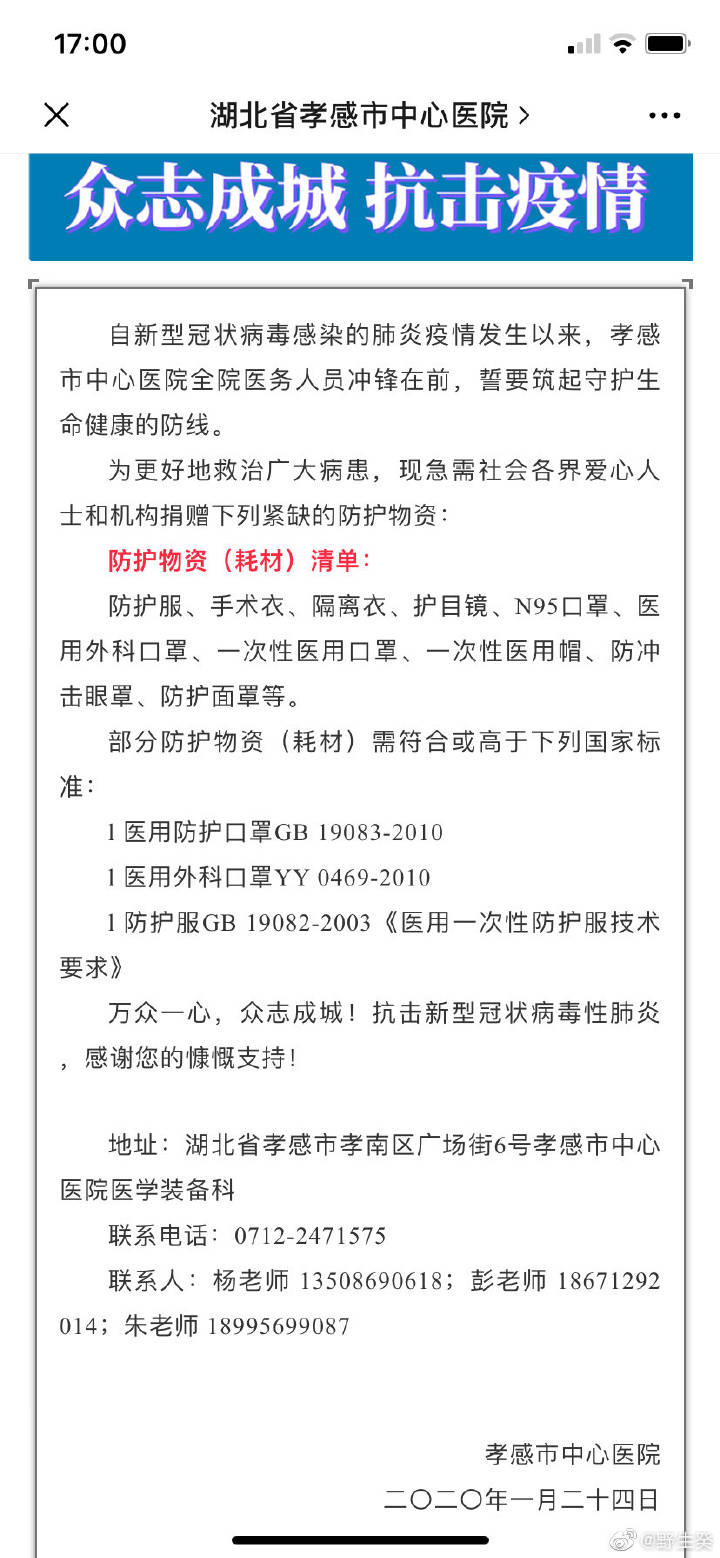 17:00
湖北省孝感市中心医院
众志成城 抗击疫情
自新型冠状病毒感染的肺炎疫情发生以来，孝感
市中心医院全院医务人员冲锋在前，誓要筑起守护生
命健康的防线。
为更好地救治广大病患，现急需社会各界爱心人
士和机构捐赠下列紧缺的防护物资：
防护物资（耗材）清单：
防护服、手术衣、隔离衣、护目镜、N95口罩、医
用外科口罩、一次性医用口罩、一次性医用帽、防冲
击眼罩、防护面罩等。
部分防护物资（耗材）需符合或高于下列国家标
准：
l 医用防护口罩GB 19083-2010
l 医用外科口罩YY 0469-2010
l 防护服GB 19082-2003《医用一次性防护服技术
要求》
万众一心，众志成城！抗击新型冠状病毒性肺炎
，感谢您的慷慨支持！
地址：湖北省孝感市孝南区广场街6号孝感市中心
医院医学装备科
联系电话：0712-2471575
联系人：杨老师 13508690618；彭老师 18671292
014；朱老师 18995699087
孝感市中心医院
二〇二〇年一月二十四日
@野生葵